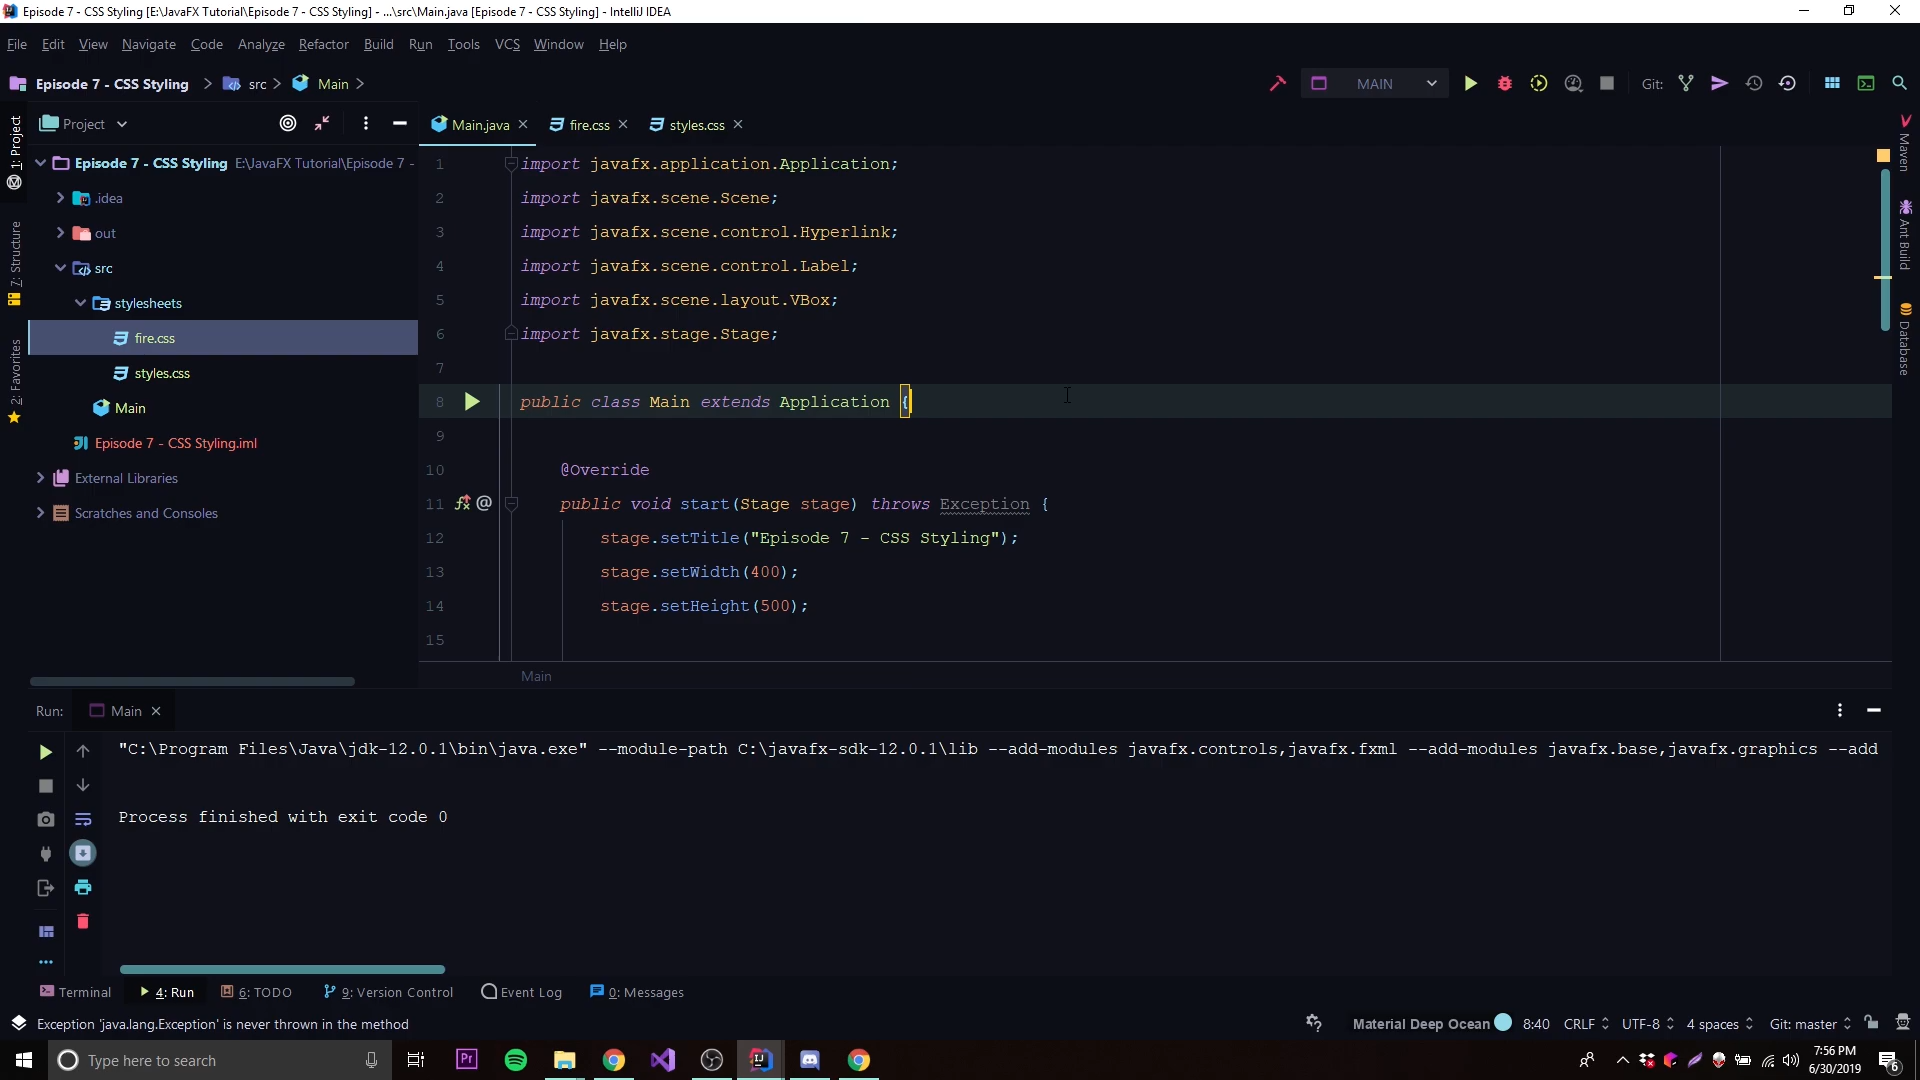 Episode 7 - CSS Styling [E:\JavaFX Tutorial\Episode 7 - CSS Styling] - ...\src\Main.java [Episode 7 - CSS Styling] - IntelliJ IDEA
File Edit View Navigate Code Analyze Refactor Build Run Tools VCS Window Help
Episode 7 - CSS Styling src Main
MAIN
Git:
Project
Main.java fire.css styles.css
1: Project
7: Structure
2: Favorites
Maven
Ant Build
Database
Episode 7 - CSS Styling E:\JavaFX Tutorial\Episode 7 -
.idea
out
src
stylesheets
fire.css
styles.css
Main
Episode 7 - CSS Styling.iml
External Libraries
Scratches and Consoles
1 import javafx.application.Application;
2 import javafx.scene.Scene;
3 import javafx.scene.control.Hyperlink;
4 import javafx.scene.control.Label;
5 import javafx.scene.layout.VBox;
6 import javafx.stage.Stage;
7
8 public class Main extends Application {
9
10 @Override
11 @ public void start(Stage stage) throws Exception {
12 stage.setTitle("Episode 7 - CSS Styling");
13 stage.setWidth(400);
14 stage.setHeight(500);
15
Main
Run: Main
"C:\Program Files\Java\jdk-12.0.1\bin\java.exe" --module-path C:\javafx-sdk-12.0.1\lib --add-modules javafx.controls,javafx.fxml --add-modules javafx.base,javafx.graphics --add
Process finished with exit code 0
Terminal 4: Run 6: TODO 9: Version Control Event Log 0: Messages
Exception 'java.lang.Exception' is never thrown in the method
Material Deep Ocean 8:40 CRLF UTF-8 4 spaces Git: master
Type here to search
Pr
IJ
7:56 PM
6/30/2019
6